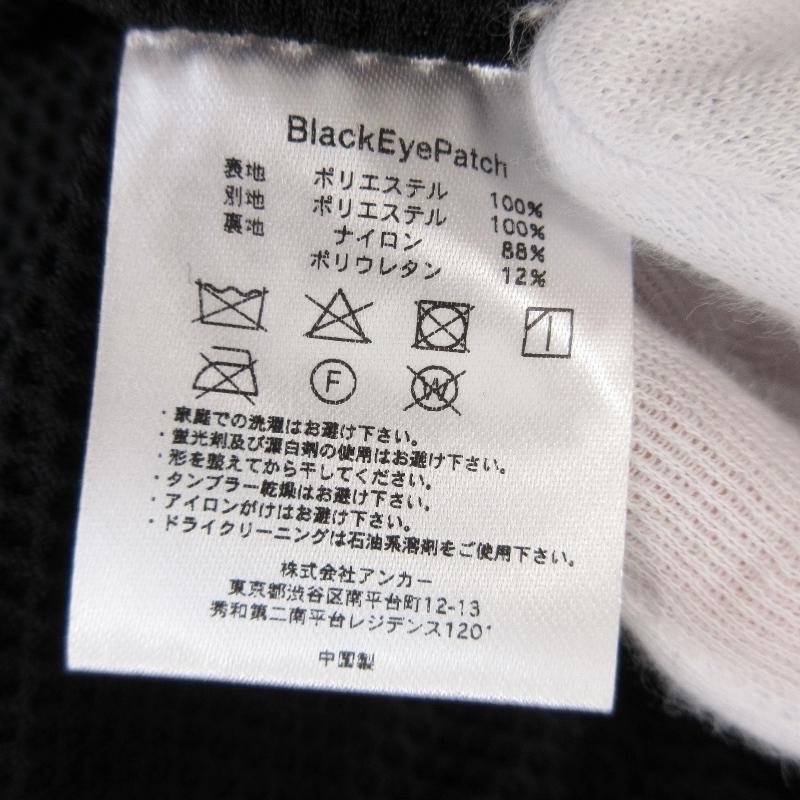 BlackEyePatch
表地 ポリエステル 100%
別地 ポリエステル 100%
裏地 ナイロン 88%
ポリウレタン 12%
F
W
・家庭での洗濯はお避け下さい。
・蛍光剤及び漂白剤の使用はお避け下さい。
・形を整えてから干してください。
・タンブラー乾燥はお避け下さい。
・アイロンがけはお避け下さい。
・ドライクリーニングは石油系溶剤をご使用下さい。
株式会社アンカー
東京都渋谷区南平台町12-13
秀和第二南平台レジデンス120
中国製